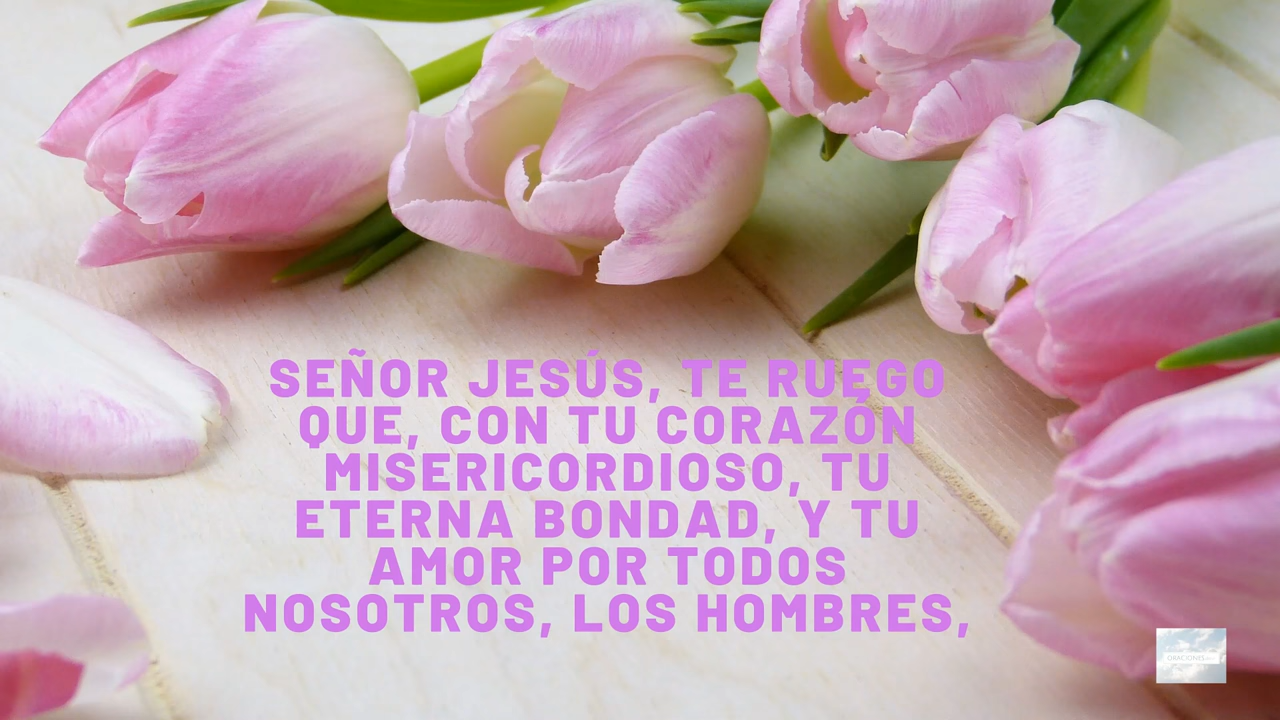 SEÑOR JESÚS, TE RUEGO
QUE, CON TU CORAZÓN
MISERICORDIOSO, TU
ETERNA BONDAD, Y TU
AMOR POR TODOS
NOSOTROS, LOS HOMBRES,
ORACIONES